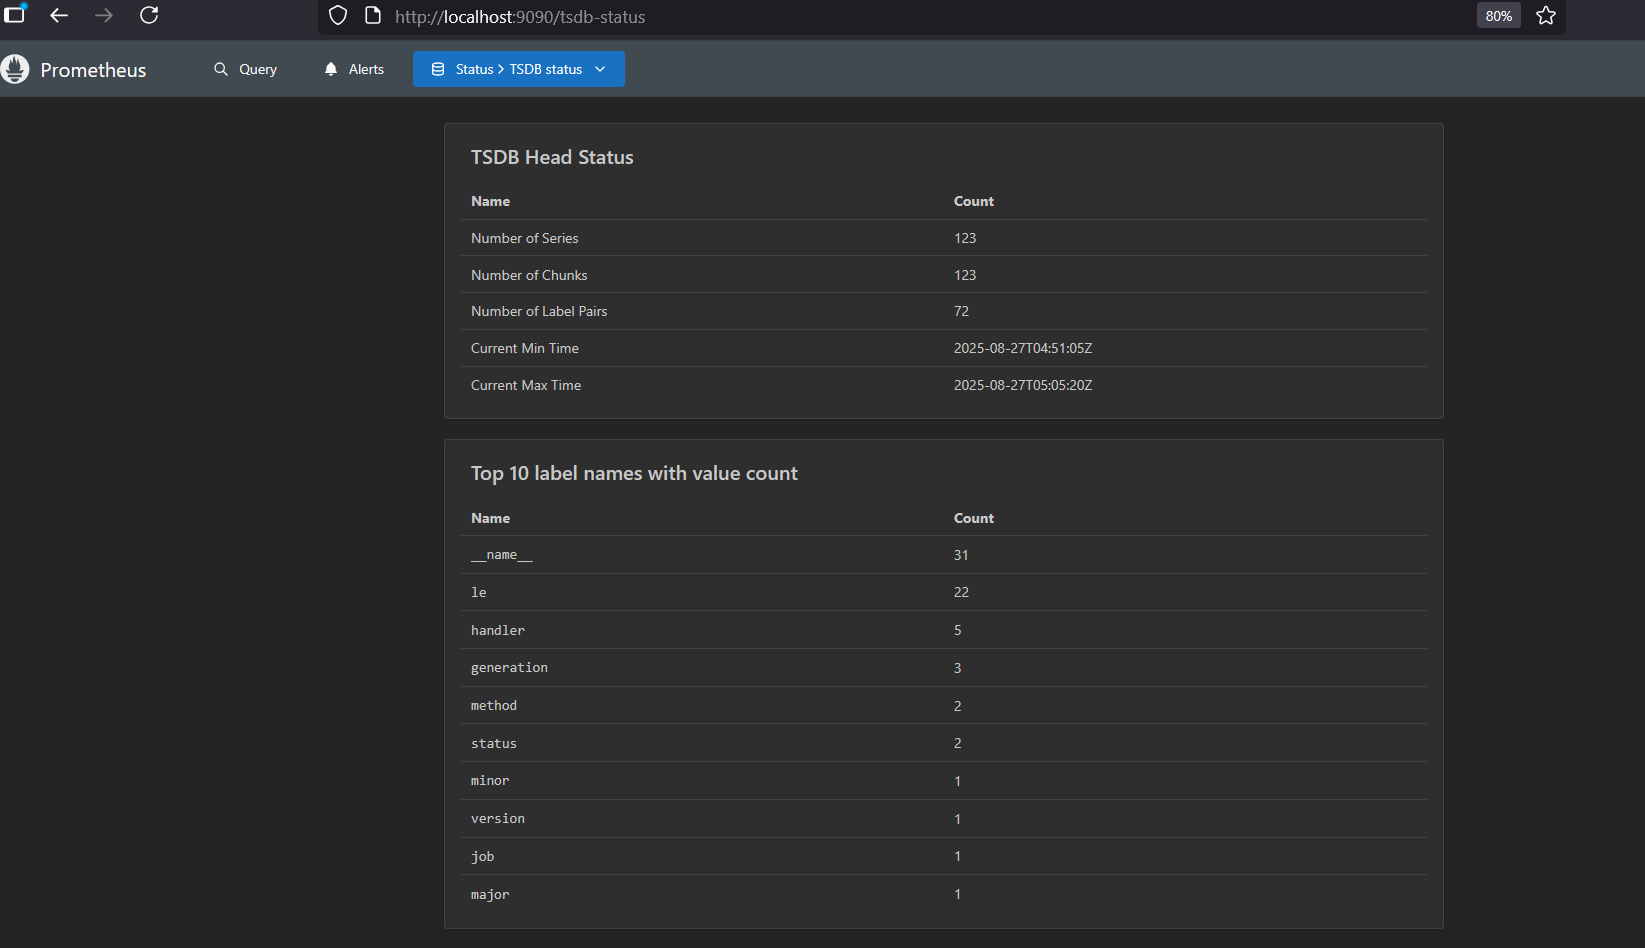 http://localhost:9090/tsdb-status 80%
Prometheus Query Alerts Status > TSDB status
TSDB Head Status
Name Count
Number of Series 123
Number of Chunks 123
Number of Label Pairs 72
Current Min Time 2025-08-27T04:51:05Z
Current Max Time 2025-08-27T05:05:20Z
Top 10 label names with value count
Name Count
__name__ 31
le 22
handler 5
generation 3
method 2
status 2
minor 1
version 1
job 1
major 1